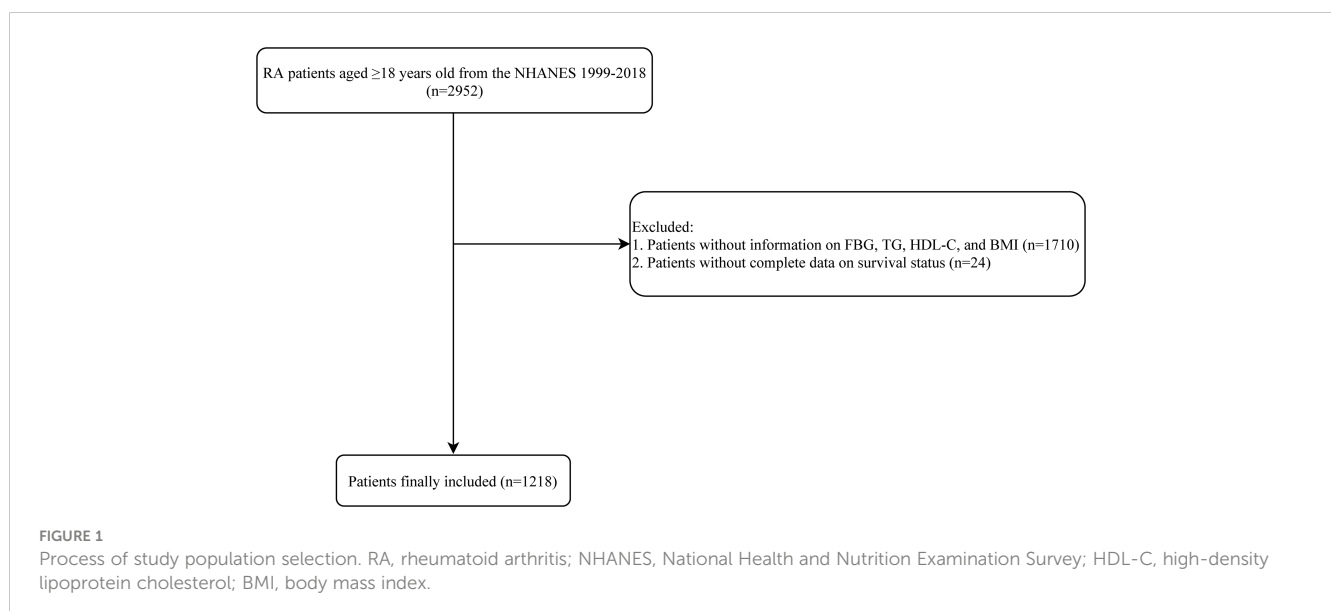 RA patients aged ≥18 years old from the NHANES 1999-2018
(n=2952)
Excluded:
1. Patients without information on FBG, TG, HDL-C, and BMI (n=1710)
2. Patients without complete data on survival status (n=24)
Patients finally included (n=1218)
FIGURE 1
Process of study population selection. RA, rheumatoid arthritis; NHANES, National Health and Nutrition Examination Survey; HDL-C, high-density
lipoprotein cholesterol; BMI, body mass index.